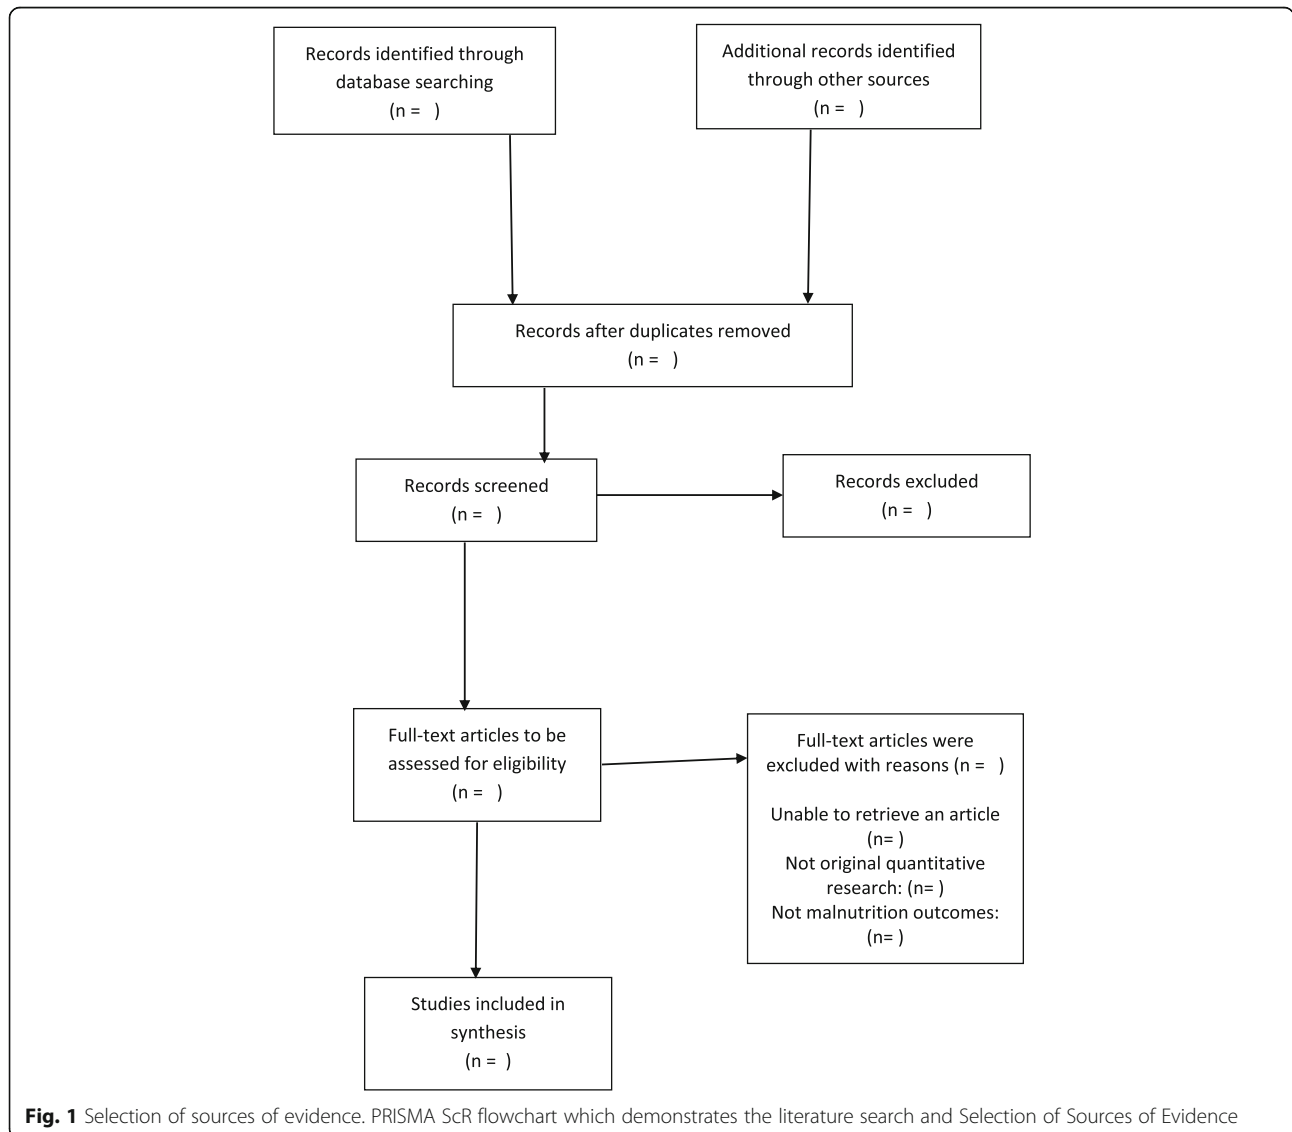 Records identified through
database searching
(n =   )
Additional records identified
through other sources
(n =   )
Records after duplicates removed
(n =   )
Records screened
(n =   )
Records excluded
(n =   )
Full-text articles to be
assessed for eligibility
(n =   )
Full-text articles were
excluded with reasons (n =   )
Unable to retrieve an article
(n= )
Not original quantitative
research: (n= )
Not malnutrition outcomes:
(n= )
Studies included in
synthesis
(n =  )
Fig. 1 Selection of sources of evidence. PRISMA ScR flowchart which demonstrates the literature search and Selection of Sources of Evidence